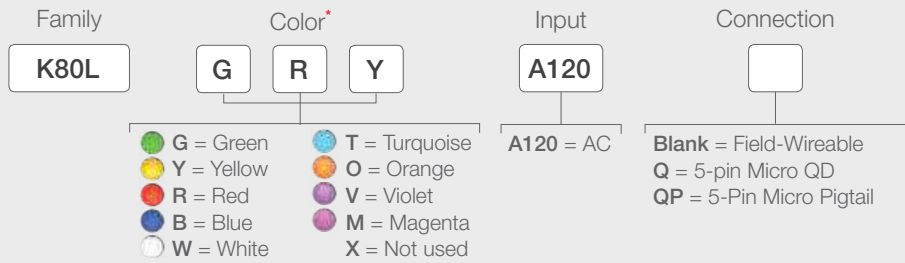 Family Color* Input Connection
K80L G R Y A120
G = Green T = Turquoise A120 = AC Blank = Field-Wireable
Y = Yellow O = Orange Q = 5-pin Micro QD
R = Red V = Violet QP = 5-Pin Micro Pigtail
B = Blue M = Magenta
W = White X = Not used